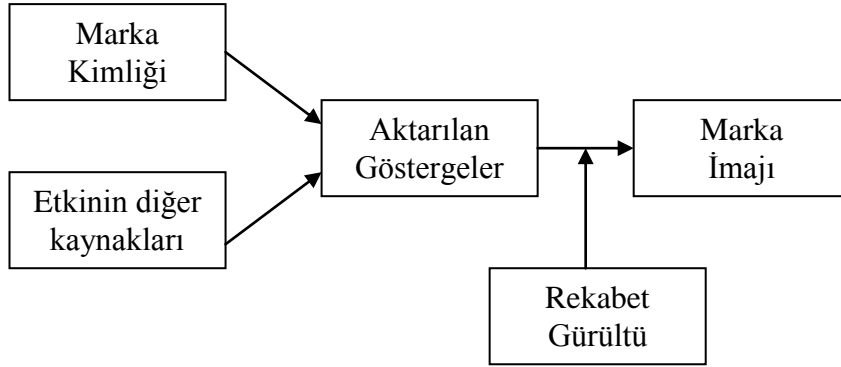 Marka
Kimliği
Etkinin diğer
kaynakları
Aktarılan
Göstergeler
Marka
İmajı
Rekabet
Gürültü